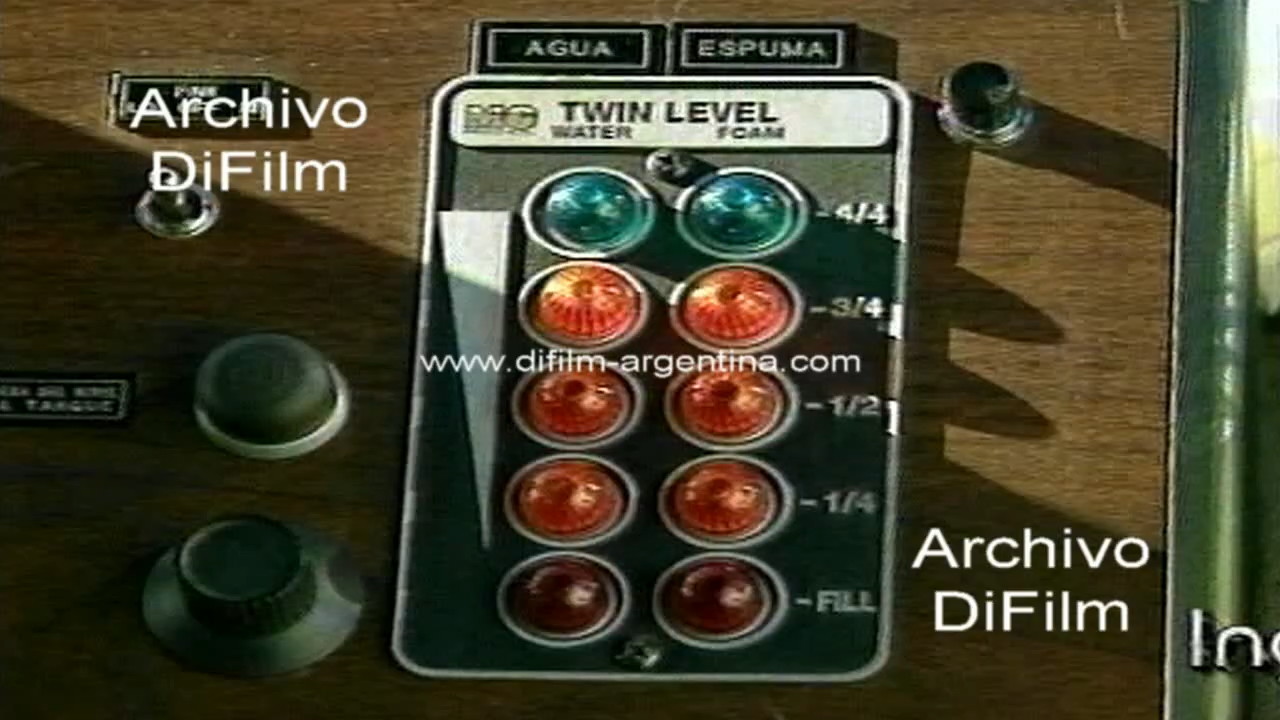 AGUA ESPUMA
TWIN LEVEL
WATER FOAM
Archivo
DiFilm
4/4
3/4
www.difilm-argentina.com
1/2
TANQUE
1/4
Archivo
DiFilm
FILL